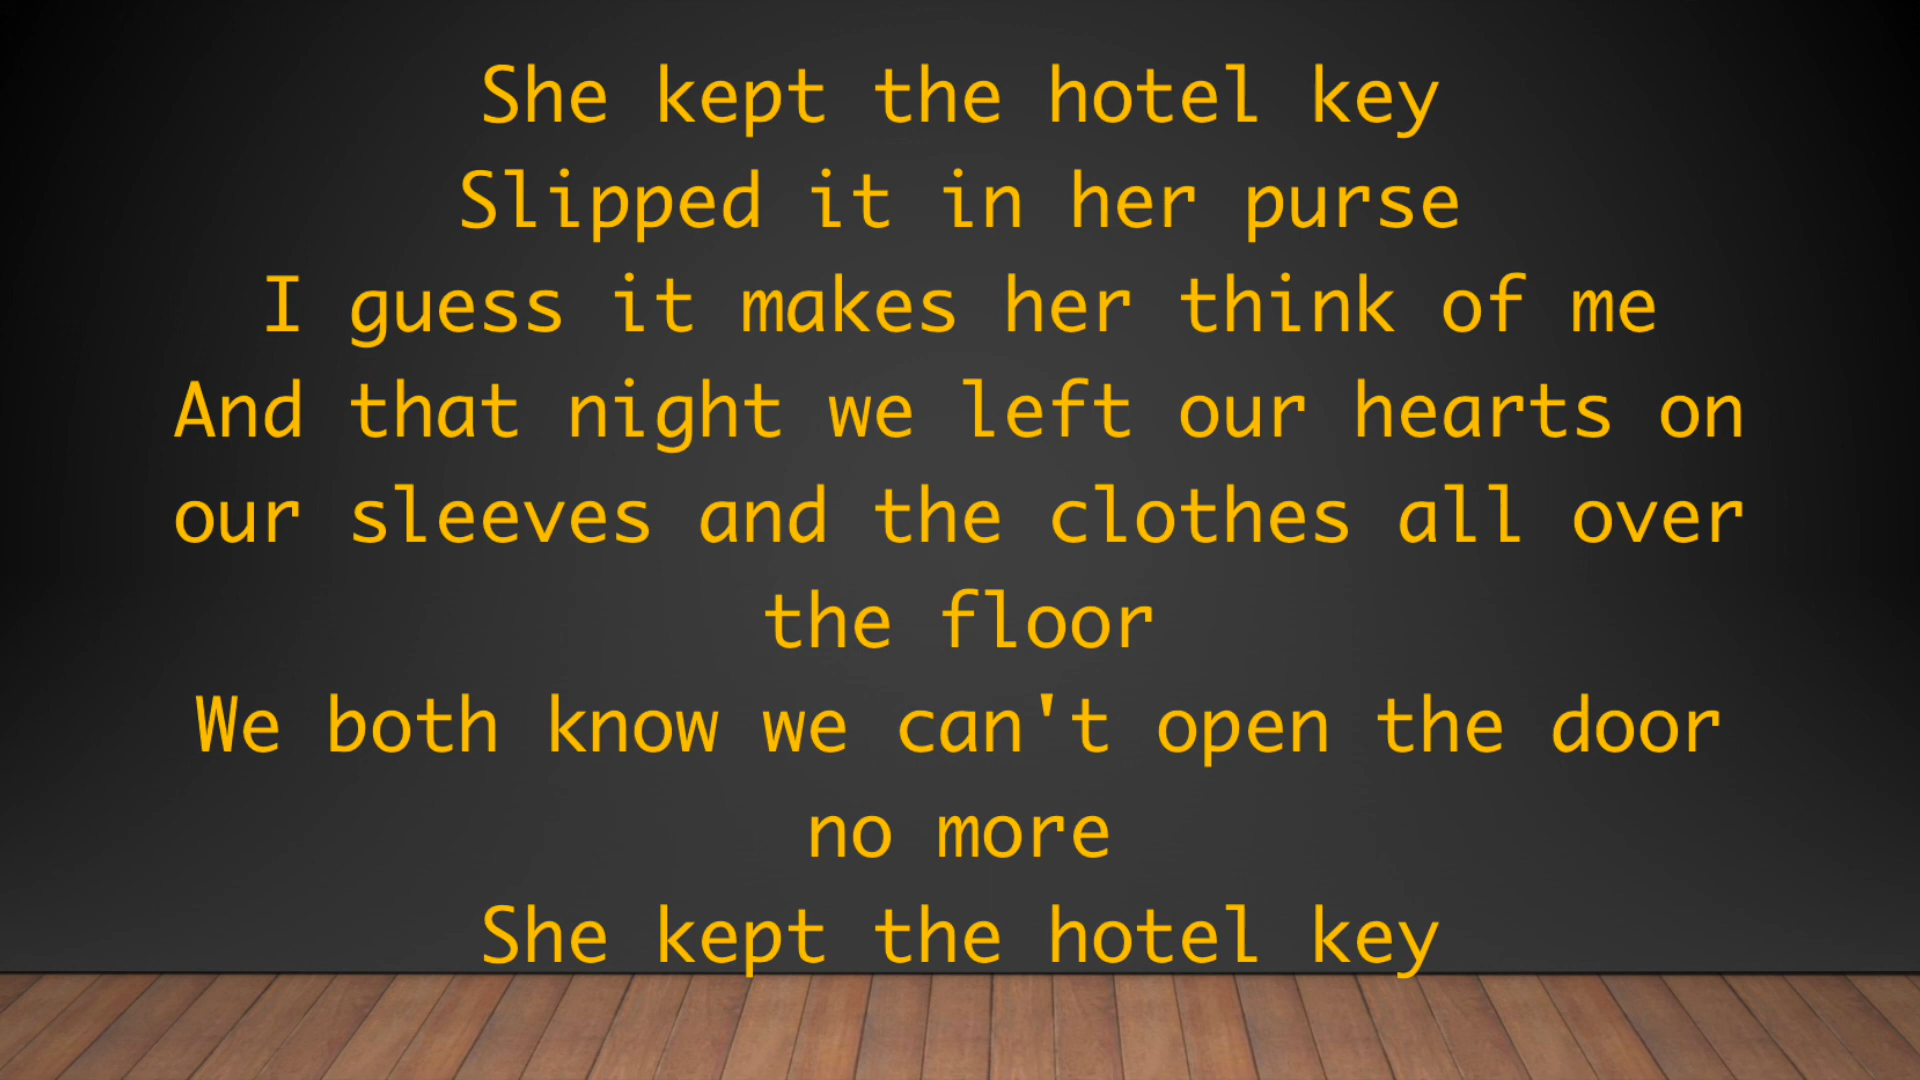 She kept the hotel key
Slipped it in her purse
I guess it makes her think of me
And that night we left our hearts on
our sleeves and the clothes all over
the floor
We both know we can't open the door
no more
She kept the hotel key